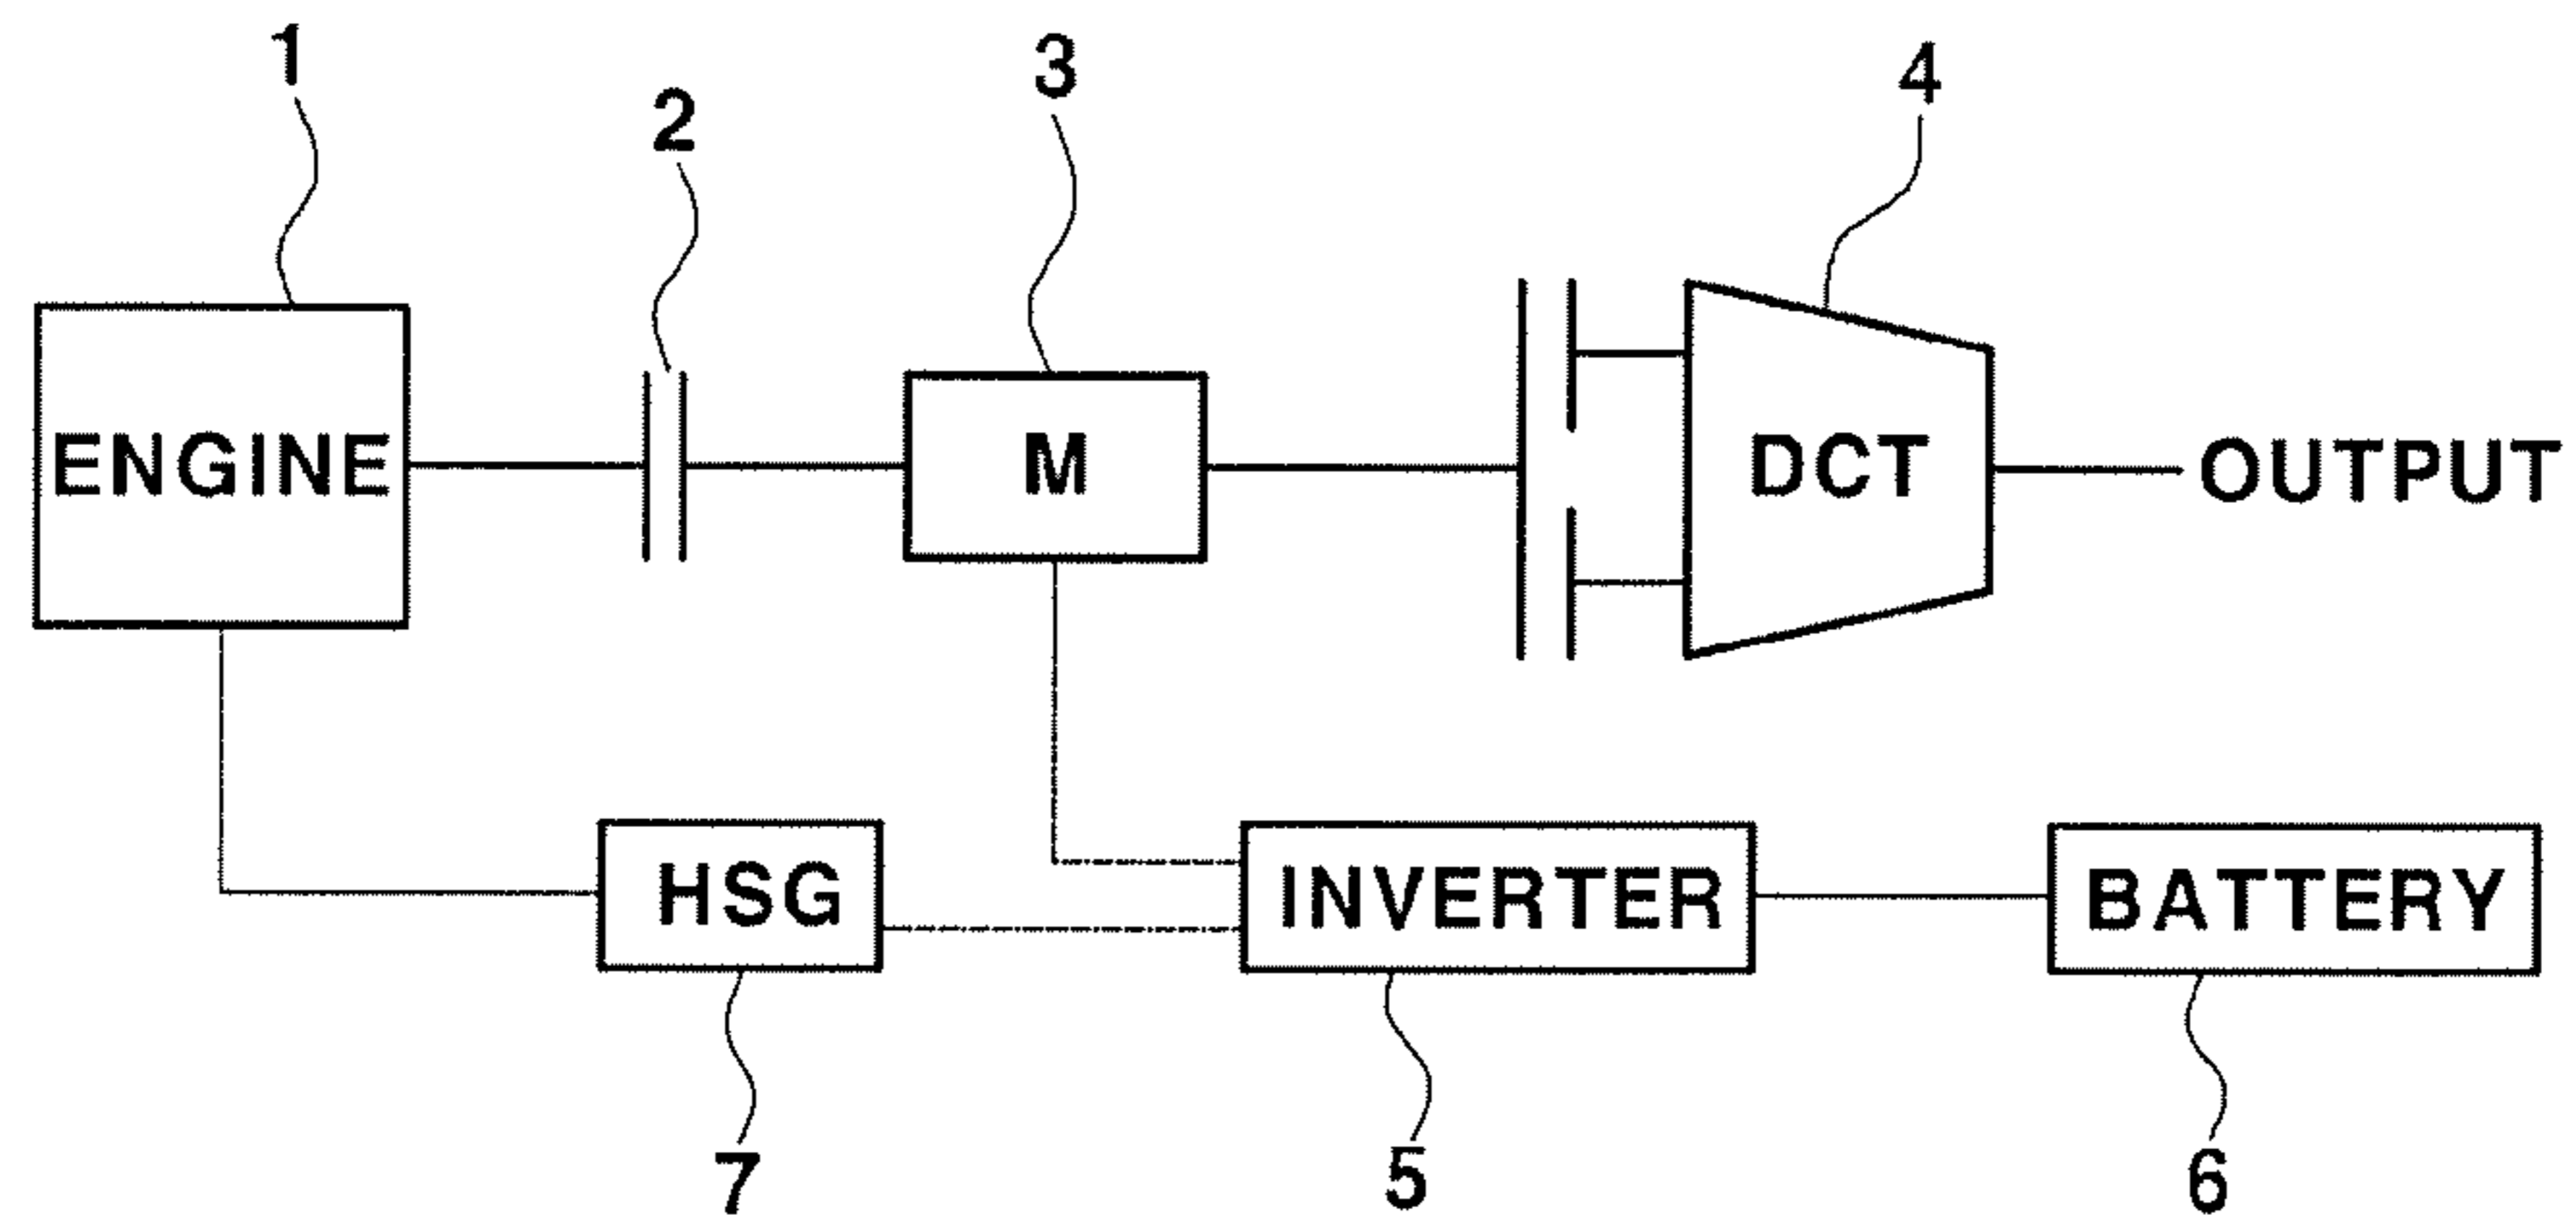 1
2
3
4
ENGINE
M
DCT
OUTPUT
HSG
INVERTER
BATTERY
7
5
6